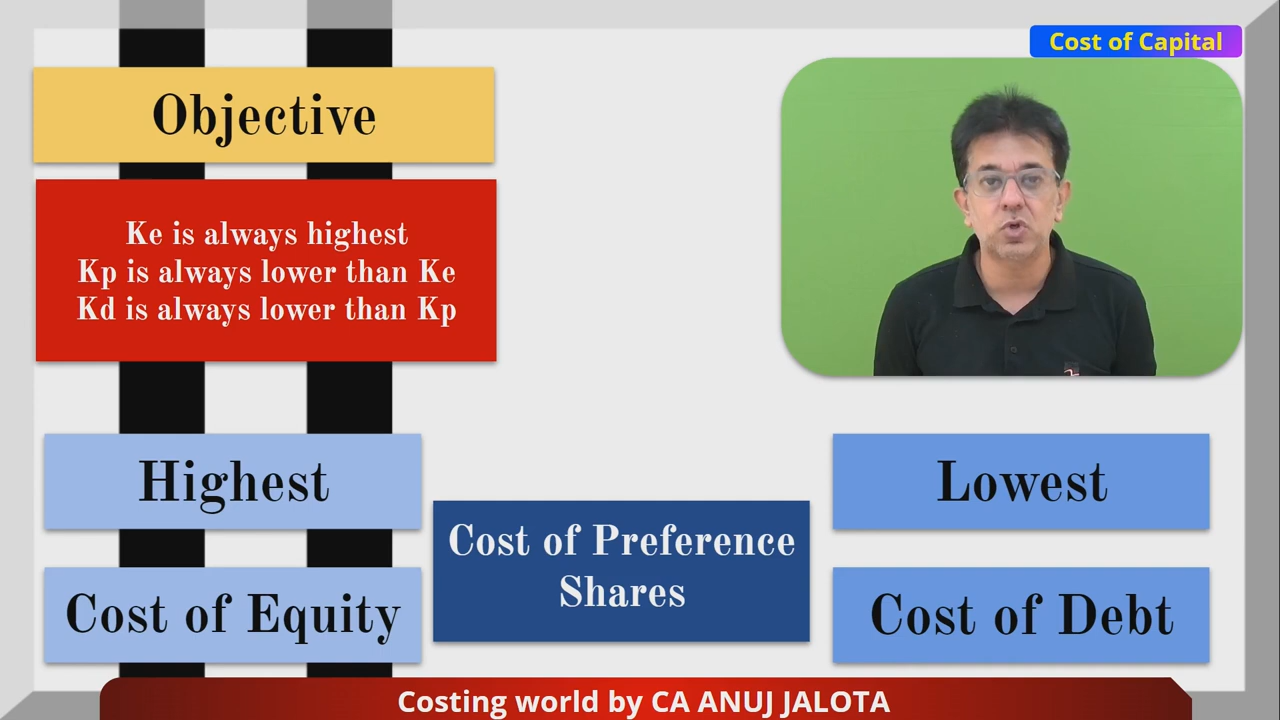 Cost of Capital
Objective
Ke is always highest
Kp is always lower than Ke
Kd is always lower than Kp
Highest
Lowest
Cost of Preference
Shares
Cost of Equity
Cost of Debt
Costing world by CA ANUJ JALOTA